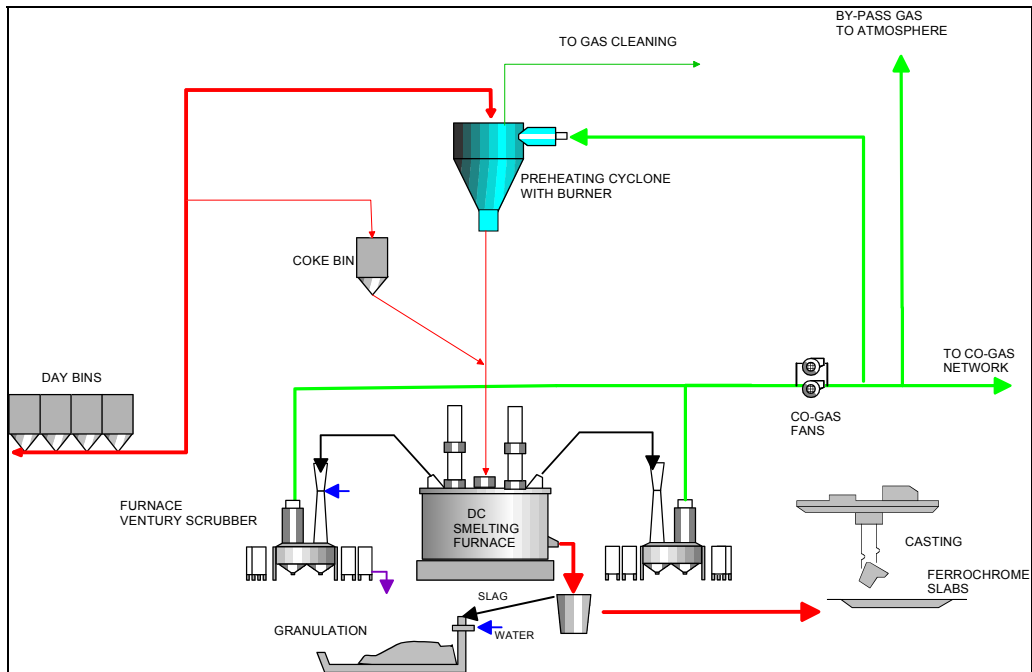 BY-PASS GAS
TO ATMOSPHERE
TO GAS CLEANING
PREHEATING CYCLONE
WITH BURNER
COKE BIN
DAY BINS
TO CO-GAS
NETWORK
CO-GAS
FANS
FURNACE
VENTURY SCRUBBER
DC
SMELTING
FURNACE
CASTING
FERROCHROME
SLABS
SLAG
GRANULATION
WATER